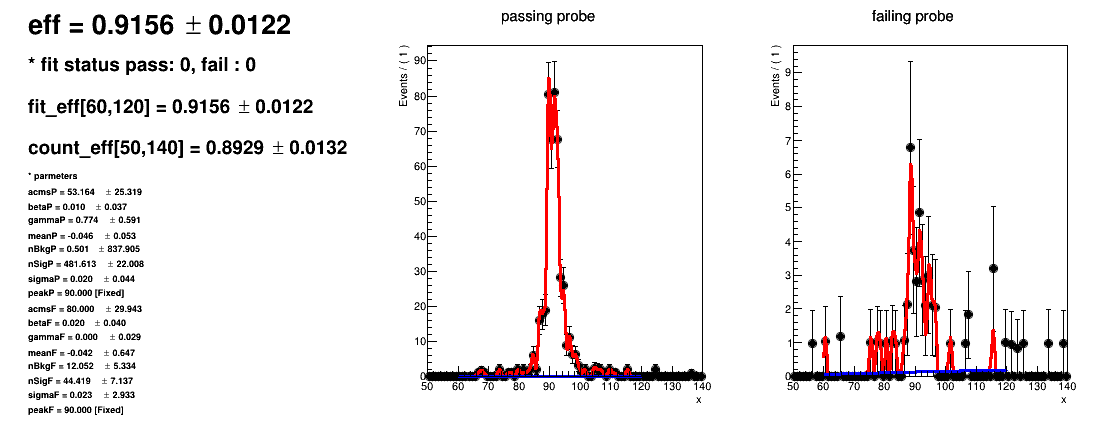 eff = 0.9156 ± 0.0122
* fit status pass: 0, fail : 0
fit_eff[60,120] = 0.9156 ± 0.0122
count_eff[50,140] = 0.8929 ± 0.0132
* parmeters
acmsP = 53.164 ± 25.319
betaP = 0.010 ± 0.037
gammaP = 0.774 ± 0.591
meanP = -0.046 ± 0.053
nBkgP = 0.501 ± 837.905
nSigP = 481.613 ± 22.008
sigmaP = 0.020 ± 0.044
peakP = 90.000 [Fixed]
acmsF = 80.000 ± 29.943
betaF = 0.020 ± 0.040
gammaF = 0.000 ± 0.029
meanF = -0.042 ± 0.647
nBkgF = 12.052 ± 5.334
nSigF = 44.419 ± 7.137
sigmaF = 0.023 ± 2.933
peakF = 90.000 [Fixed]
passing probe
Events / ( 1 )
90
80
70
60
50
40
30
20
10
0
50 60 70 80 90 100 110 120 130 140
x
failing probe
Events / ( 1 )
9
8
7
6
5
4
3
2
1
0
50 60 70 80 90 100 110 120 130 140
x